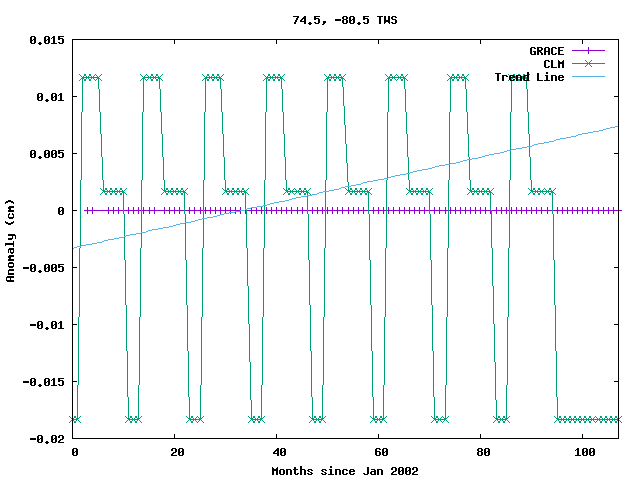 74.5, -80.5 TWS
0.015
0.01
0.005
0
-0.005
-0.01
-0.015
-0.02
Anomaly (cm)
GRACE
CLM
Trend Line
0 20 40 60 80 100
Months since Jan 2002